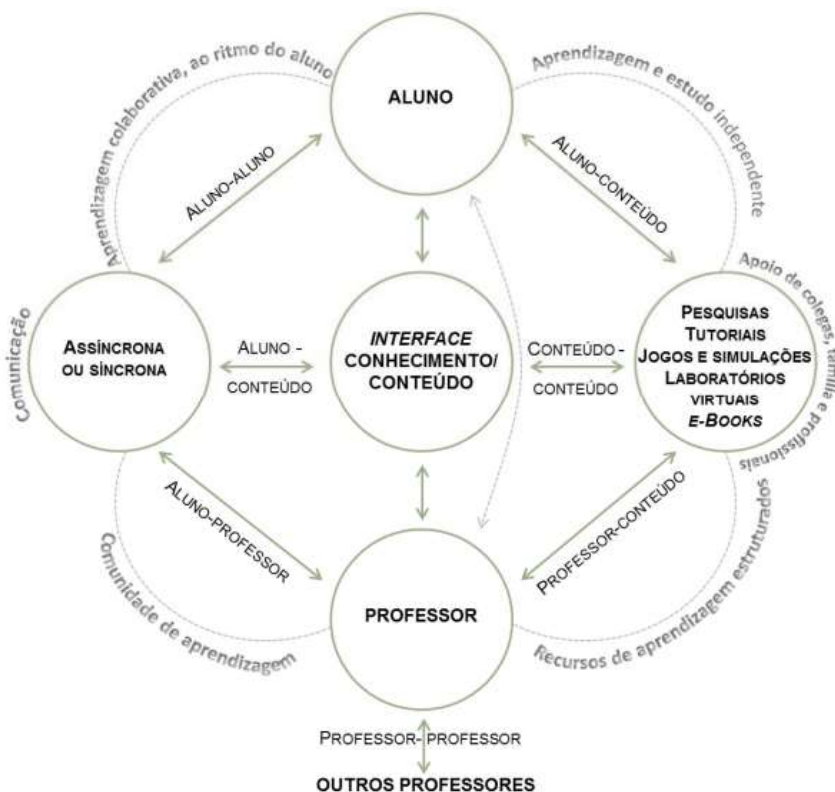 Aprendizagem colaborativa, ao ritmo do aluno
ALUNO
Aprendizagem e estudo independente
ALUNO-ALUNO
ALUNO-CONTEÚDO
Comunicação
ASSÍNCRONA
OU SÍNCRONA
ALUNO -
CONTEÚDO
INTERFACE
CONHECIMENTO/
CONTEÚDO
CONTEÚDO -
CONTEÚDO
PESQUISAS
TUTORIAIS
JOGOS E SIMULAÇÕES
LABORATÓRIOS
VIRTUAIS
E-BOOKS
Apoio de colegas, família e profissionais
ALUNO-PROFESSOR
PROFESSOR-CONTEÚDO
Comunidade de aprendizagem
PROFESSOR
Recursos de aprendizagem estruturados
PROFESSOR- PROFESSOR
OUTROS PROFESSORES